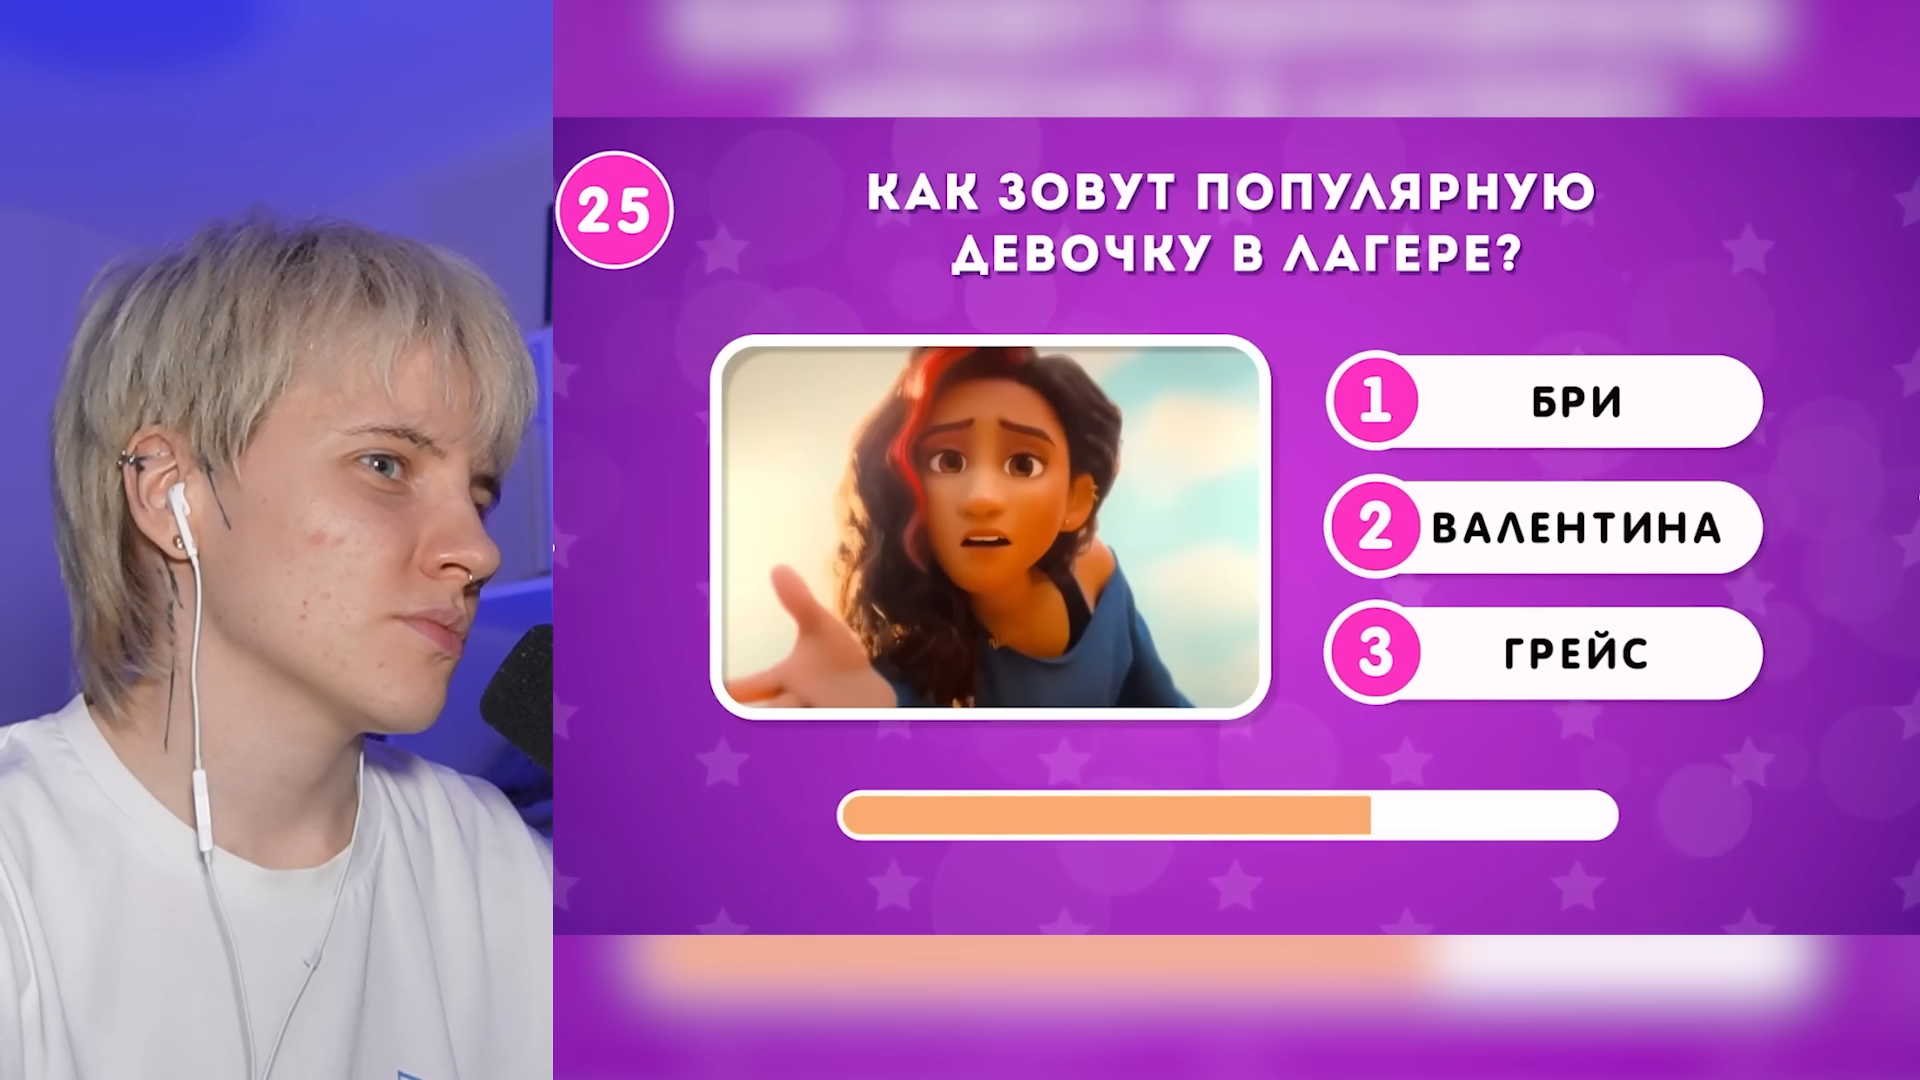 25
КАК ЗОВУТ ПОПУЛЯРНУЮ
ДЕВОЧКУ В ЛАГЕРЕ?
1 БРИ
2 ВАЛЕНТИНА
3 ГРЕЙС